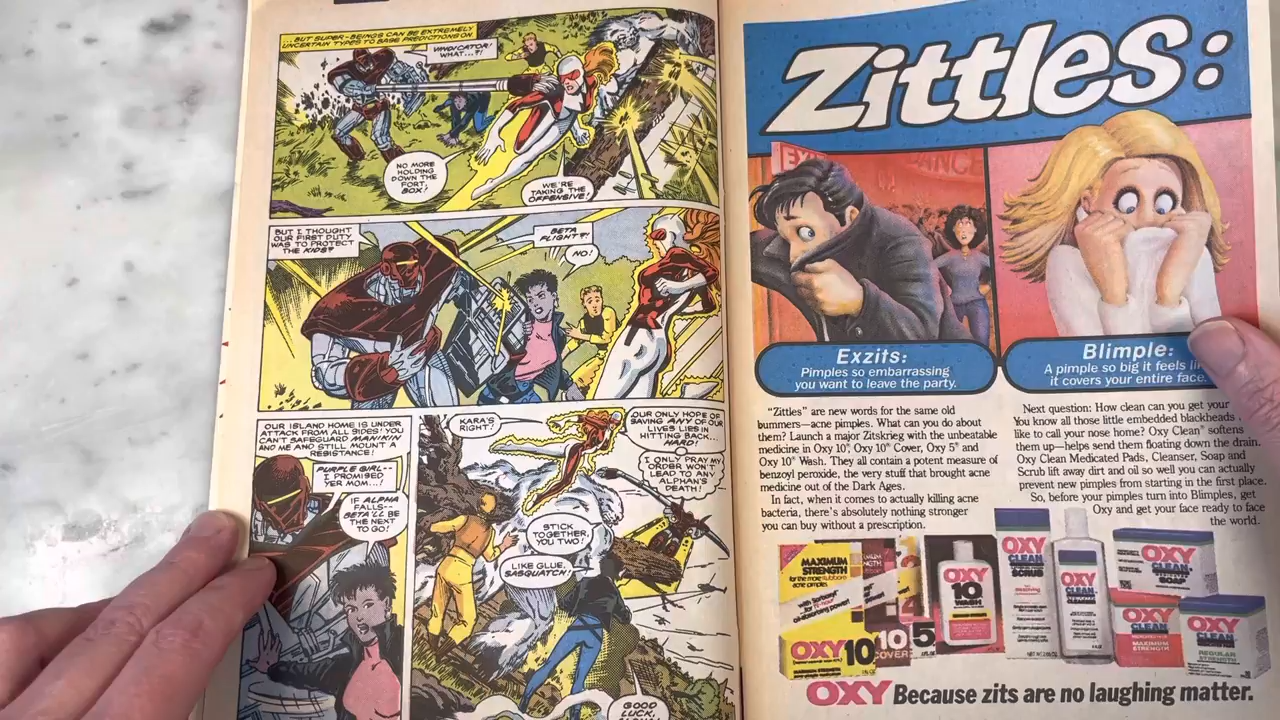 BUT SUPER-BEINGS CAN BE EXTREMELY
UNCERTAIN TYPES TO BASE PREDICTIONS ON
VINDICATOR!
WHAT...?!
NO MORE
HOLDING
DOWN THE
FORT,
BOX!
WE'RE
TAKING THE
OFFENSIVE!
BUT I THOUGHT
OUR FIRST DUTY
WAS TO PROTECT
THE KIDS?
BETA
FLIGHT?!
NO!
OUR ISLAND HOME IS UNDER
ATTACK FROM ALL SIDES! YOU
CAN'T SAFEGUARD MANIKIN
AND ME AND STILL MOUNT A
RESISTANCE!
PURPLE GIRL--
I PROMISED
YER MOM...!
IF ALPHA
FALLS--
BETA'LL BE
THE NEXT
TO GO!
KARA'S
RIGHT!
OUR ONLY HOPE OF
SAVING ANY OF OUR
LIVES LIES IN
HITTING BACK...
HARD!
I ONLY PRAY MY
ORDER WON'T
LEAD TO ANY
ALPHAN'S
DEATH!
STICK
TOGETHER,
YOU TWO!
LIKE GLUE,
SASQUATCH!
GOOD
LUCK,
Zittles:
DANCE
Exzits:
Pimples so embarrassing
you want to leave the party.
Blimple:
A pimple so big it feels
it covers your entire face.
"Zittles" are new words for the same old
bummers—acne pimples. What can you do about
them? Launch a major Zitskrieg with the unbeatable
medicine in Oxy 10®, Oxy 10® Cover, Oxy 5® and
Oxy 10® Wash. They all contain a potent measure of
benzoyl peroxide, the very stuff that brought acne
medicine out of the Dark Ages.
In fact, when it comes to actually killing acne
bacteria, there's absolutely nothing stronger
you can buy without a prescription.
Next question: How clean can you get your
You know all those little embedded blackheads
like to call your nose home? Oxy Clean® softens
them up—helps send them floating down the drain.
Oxy Clean Medicated Pads, Cleanser, Soap and
Scrub lift away dirt and oil so well you can actually
prevent new pimples from starting in the first place.
So, before your pimples turn into Blimples, get
Oxy and get your face ready to face
the world.
MAXIMUM
STRENGTH
for the more stubborn
acne pimples
with Sorboxyl
oil-absorbing power!
OXY 10
10
COVER
5
OXY
10
WASH
OXY
CLEAN
SCRUB
OXY
CLEAN
OXY
CLEAN
OXY
CLEAN
MAXIMUM
STRENGTH
OXY
CLEAN
REGULAR
STRENGTH
OXY Because zits are no laughing matter.